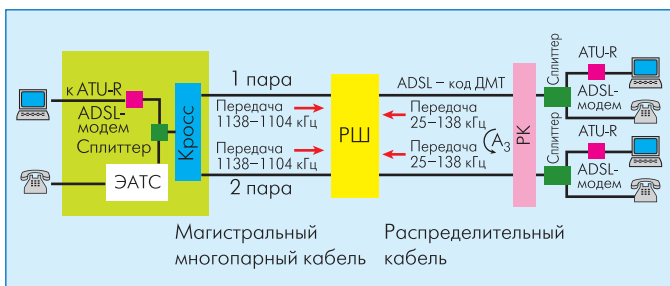 к ATU-R
ADSL-
модем
Сплиттер
ЭАТС
Кросс
1 пара
Передача
1138–1104 кГц
Передача
1138–1104 кГц
2 пара
РШ
ADSL – код ДМТ
Передача
25–138 кГц
Передача
25–138 кГц
A₃
РК
Сплиттер
ATU-R
ADSL-
модем
Сплиттер
ATU-R
ADSL-
модем
Магистральный
многопарный кабель
Распределительный
кабель